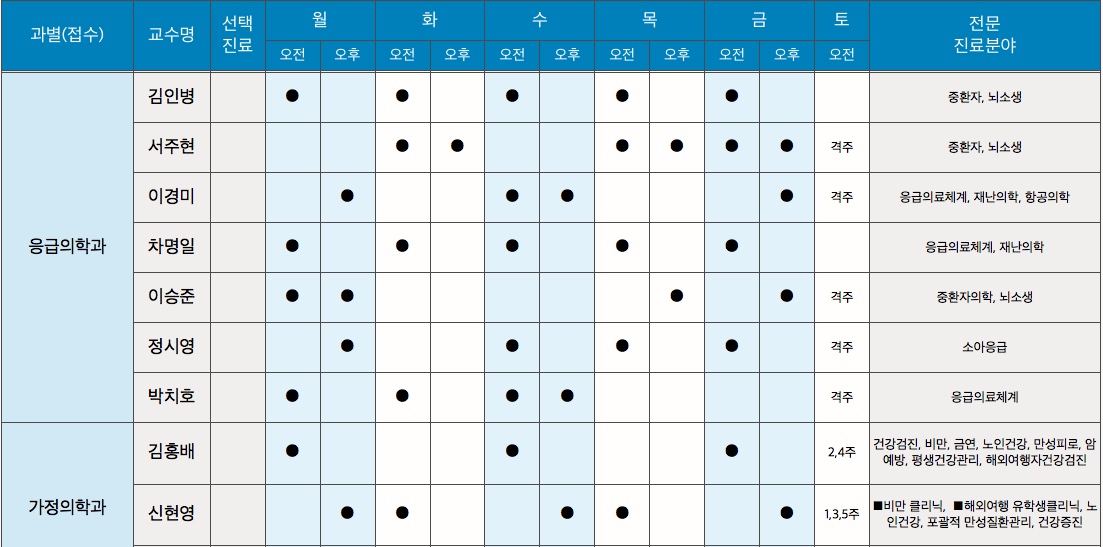 과별(접수) 교수명 선택 진료 월 화 수 목 금 토 전문 진료분야
오전 오후 오전 오후 오전 오후 오전 오후 오전 오후 오전
응급의학과
김인병 ● ● ● ● ● 중환자, 뇌소생
서주현 ● ● ● ● ● ● 격주 중환자, 뇌소생
이경미 ● ● ● ● 격주 응급의료체계, 재난의학, 항공의학
차명일 ● ● ● ● ● 응급의료체계, 재난의학
이승준 ● ● ● ● 격주 중환자의학, 뇌소생
정시영 ● ● ● ● 격주 소아응급
박치호 ● ● ● ● 격주 응급의료체계
가정의학과
김홍배 ● ● ● 2,4주 건강검진, 비만, 금연, 노인건강, 만성피로, 암
예방, 평생건강관리, 해외여행자건강검진
신현영 ● ● ● ● ● 1,3,5주 ■비만 클리닉, ■해외여행 유학생클리닉, 노
인건강, 포괄적 만성질환관리, 건강증진